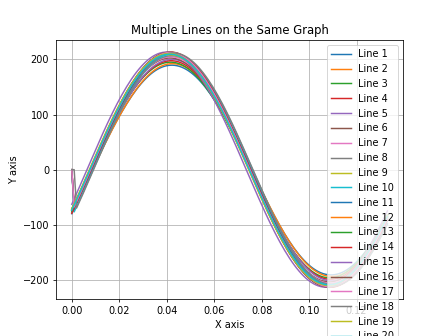 Multiple Lines on the Same Graph
200
100
0
−100
−200
Y axis
0.00
0.02
0.04
0.06
0.08
0.10
X axis
Line 1
Line 2
Line 3
Line 4
Line 5
Line 6
Line 7
Line 8
Line 9
Line 10
Line 11
Line 12
Line 13
Line 14
Line 15
Line 16
Line 17
Line 18
Line 19
Line 20